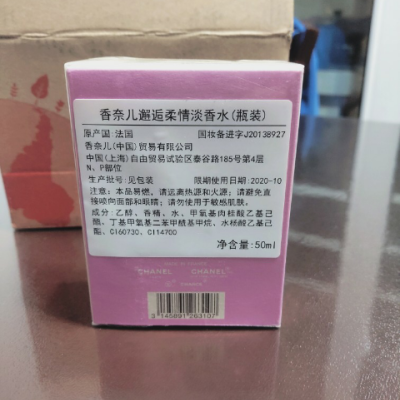 香奈儿邂逅柔情淡香水(瓶装)
原产国:法国 国妆备进字J20138927
香奈儿(中国)贸易有限公司
中国(上海)自由贸易试验区泰谷路185号第4层
N、P部位
生产批号:见包装 限期使用日期:2020-10
注意:本品易燃。请远离热源和火源;请避免直
接喷向面部和眼睛;请勿使用于敏感肌肤。
成分:乙醇、香精、水、甲氧基肉桂酸乙基己
酯、丁基甲氧基二苯甲酰基甲烷、水杨酸乙基己
酯、CI60730、CI14700
净含量:50ml
CHANEL CHANEL
3 145891 263107